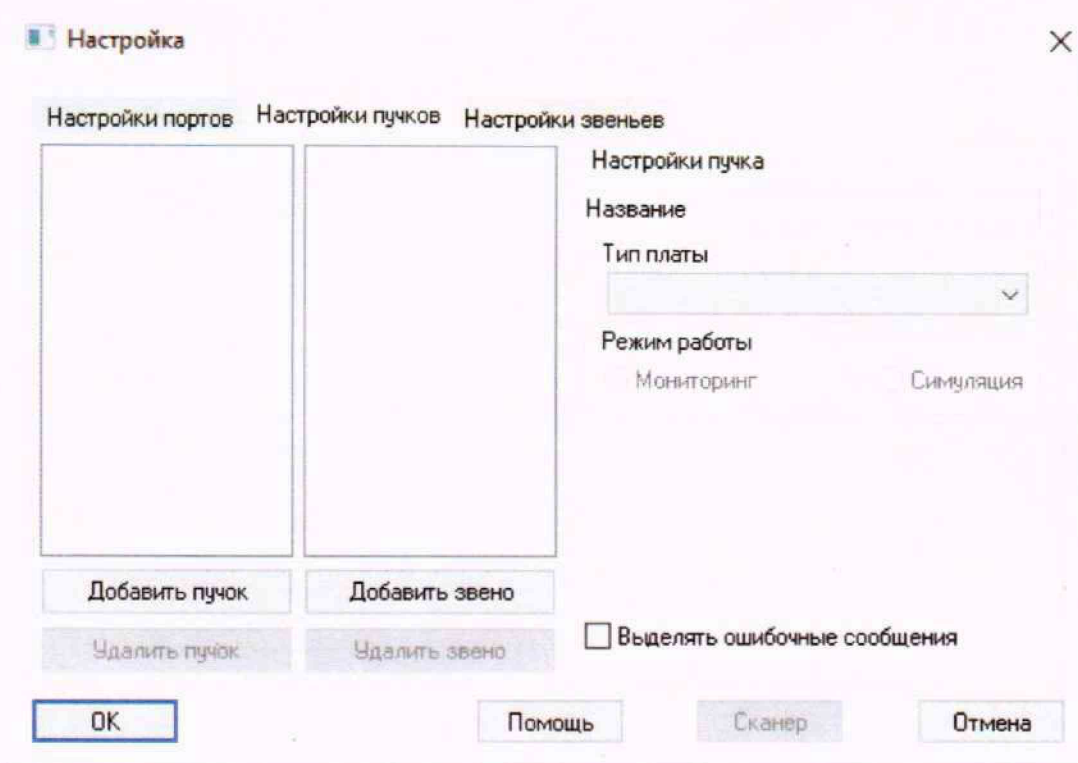 Настройка
Настройки портов Настройки пучков Настройки звеньев
Настройки пучка
Название
Тип платы
Режим работы
Мониторинг Симуляция
Добавить пучок Добавить звено
Удалить пучок Удалить звено
Выделять ошибочные сообщения
ОК Помощь Сканер Отмена